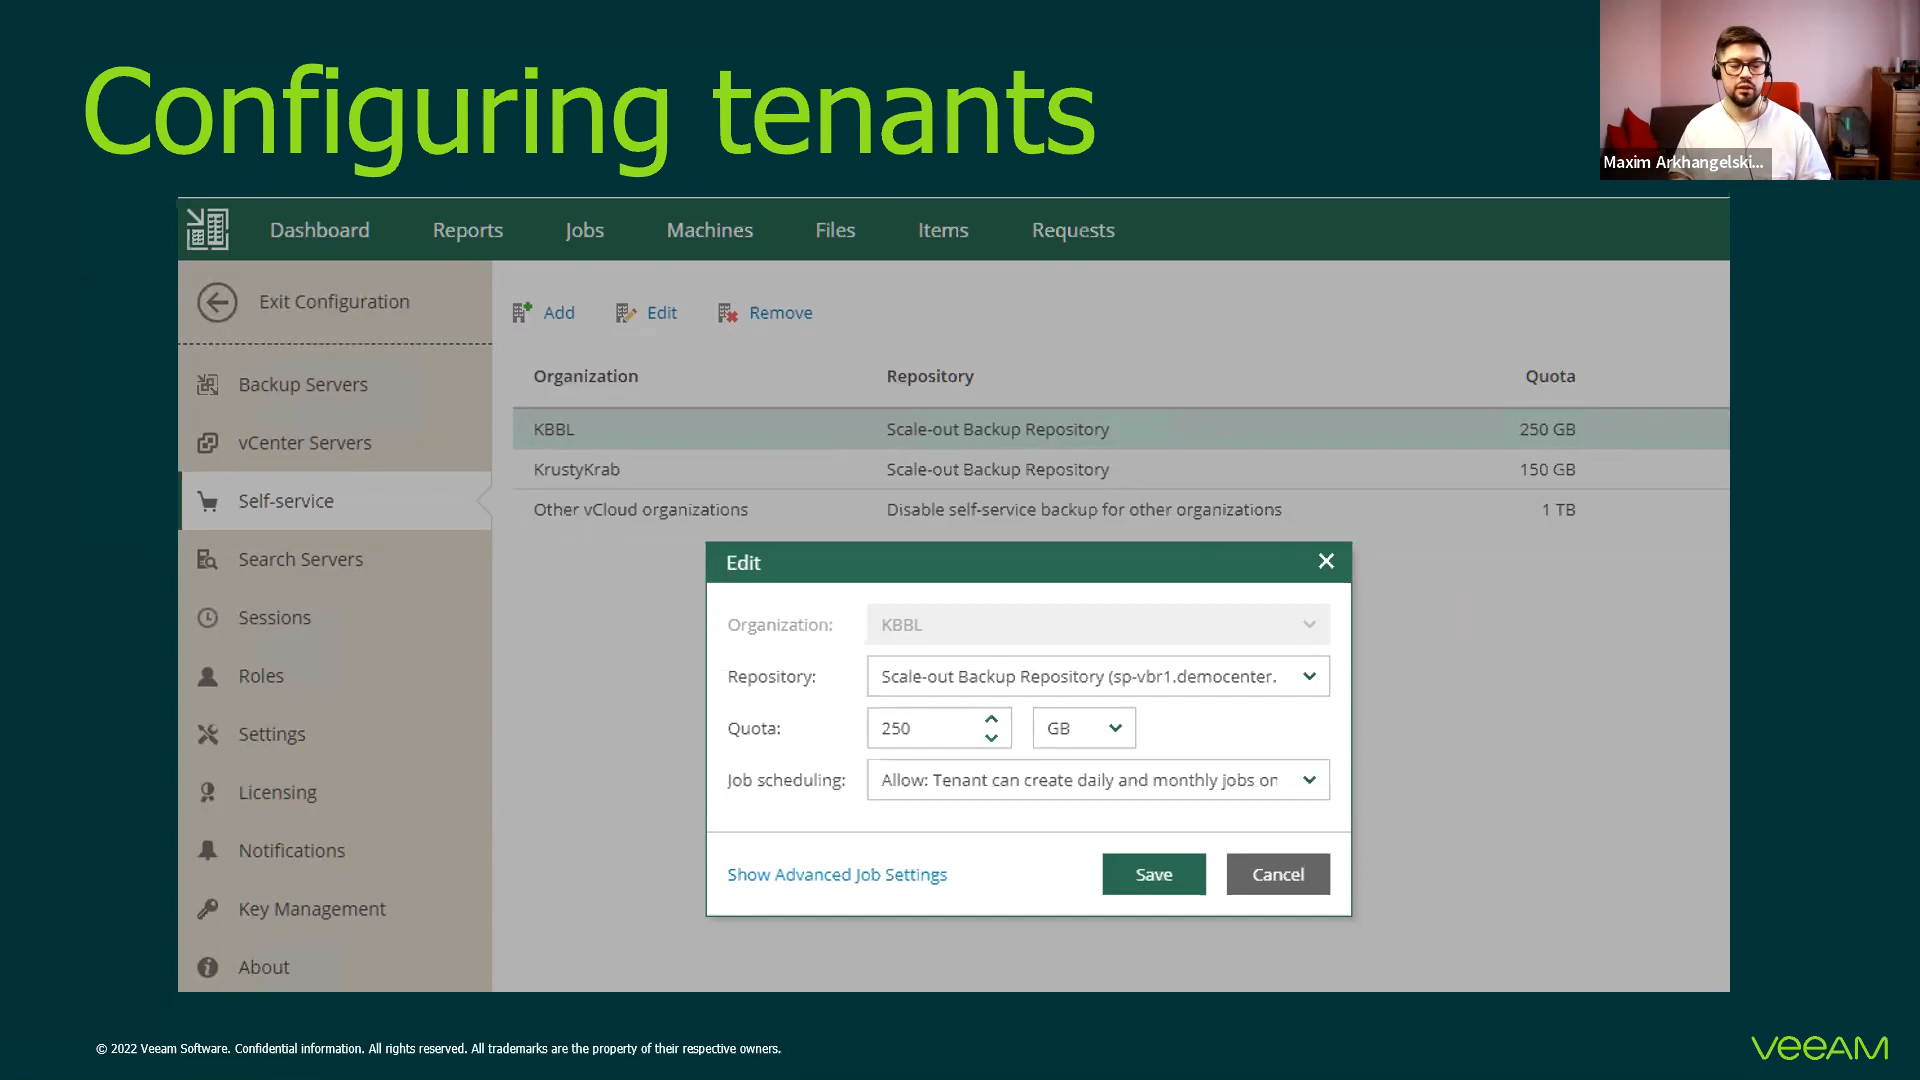 Configuring tenants
Maxim Arkhangelski...
Dashboard Reports Jobs Machines Files Items Requests
Exit Configuration
Backup Servers
vCenter Servers
Self-service
Search Servers
Sessions
Roles
Settings
Licensing
Notifications
Key Management
About
Add Edit Remove
Organization Repository Quota
KBBL Scale-out Backup Repository 250 GB
KrustyKrab Scale-out Backup Repository 150 GB
Other vCloud organizations Disable self-service backup for other organizations 1 TB
Edit
Organization: KBBL
Repository: Scale-out Backup Repository (sp-vbr1.democenter.
Quota: 250 GB
Job scheduling: Allow: Tenant can create daily and monthly jobs on
Show Advanced Job Settings Save Cancel
© 2022 Veeam Software. Confidential information. All rights reserved. All trademarks are the property of their respective owners.
veeAM